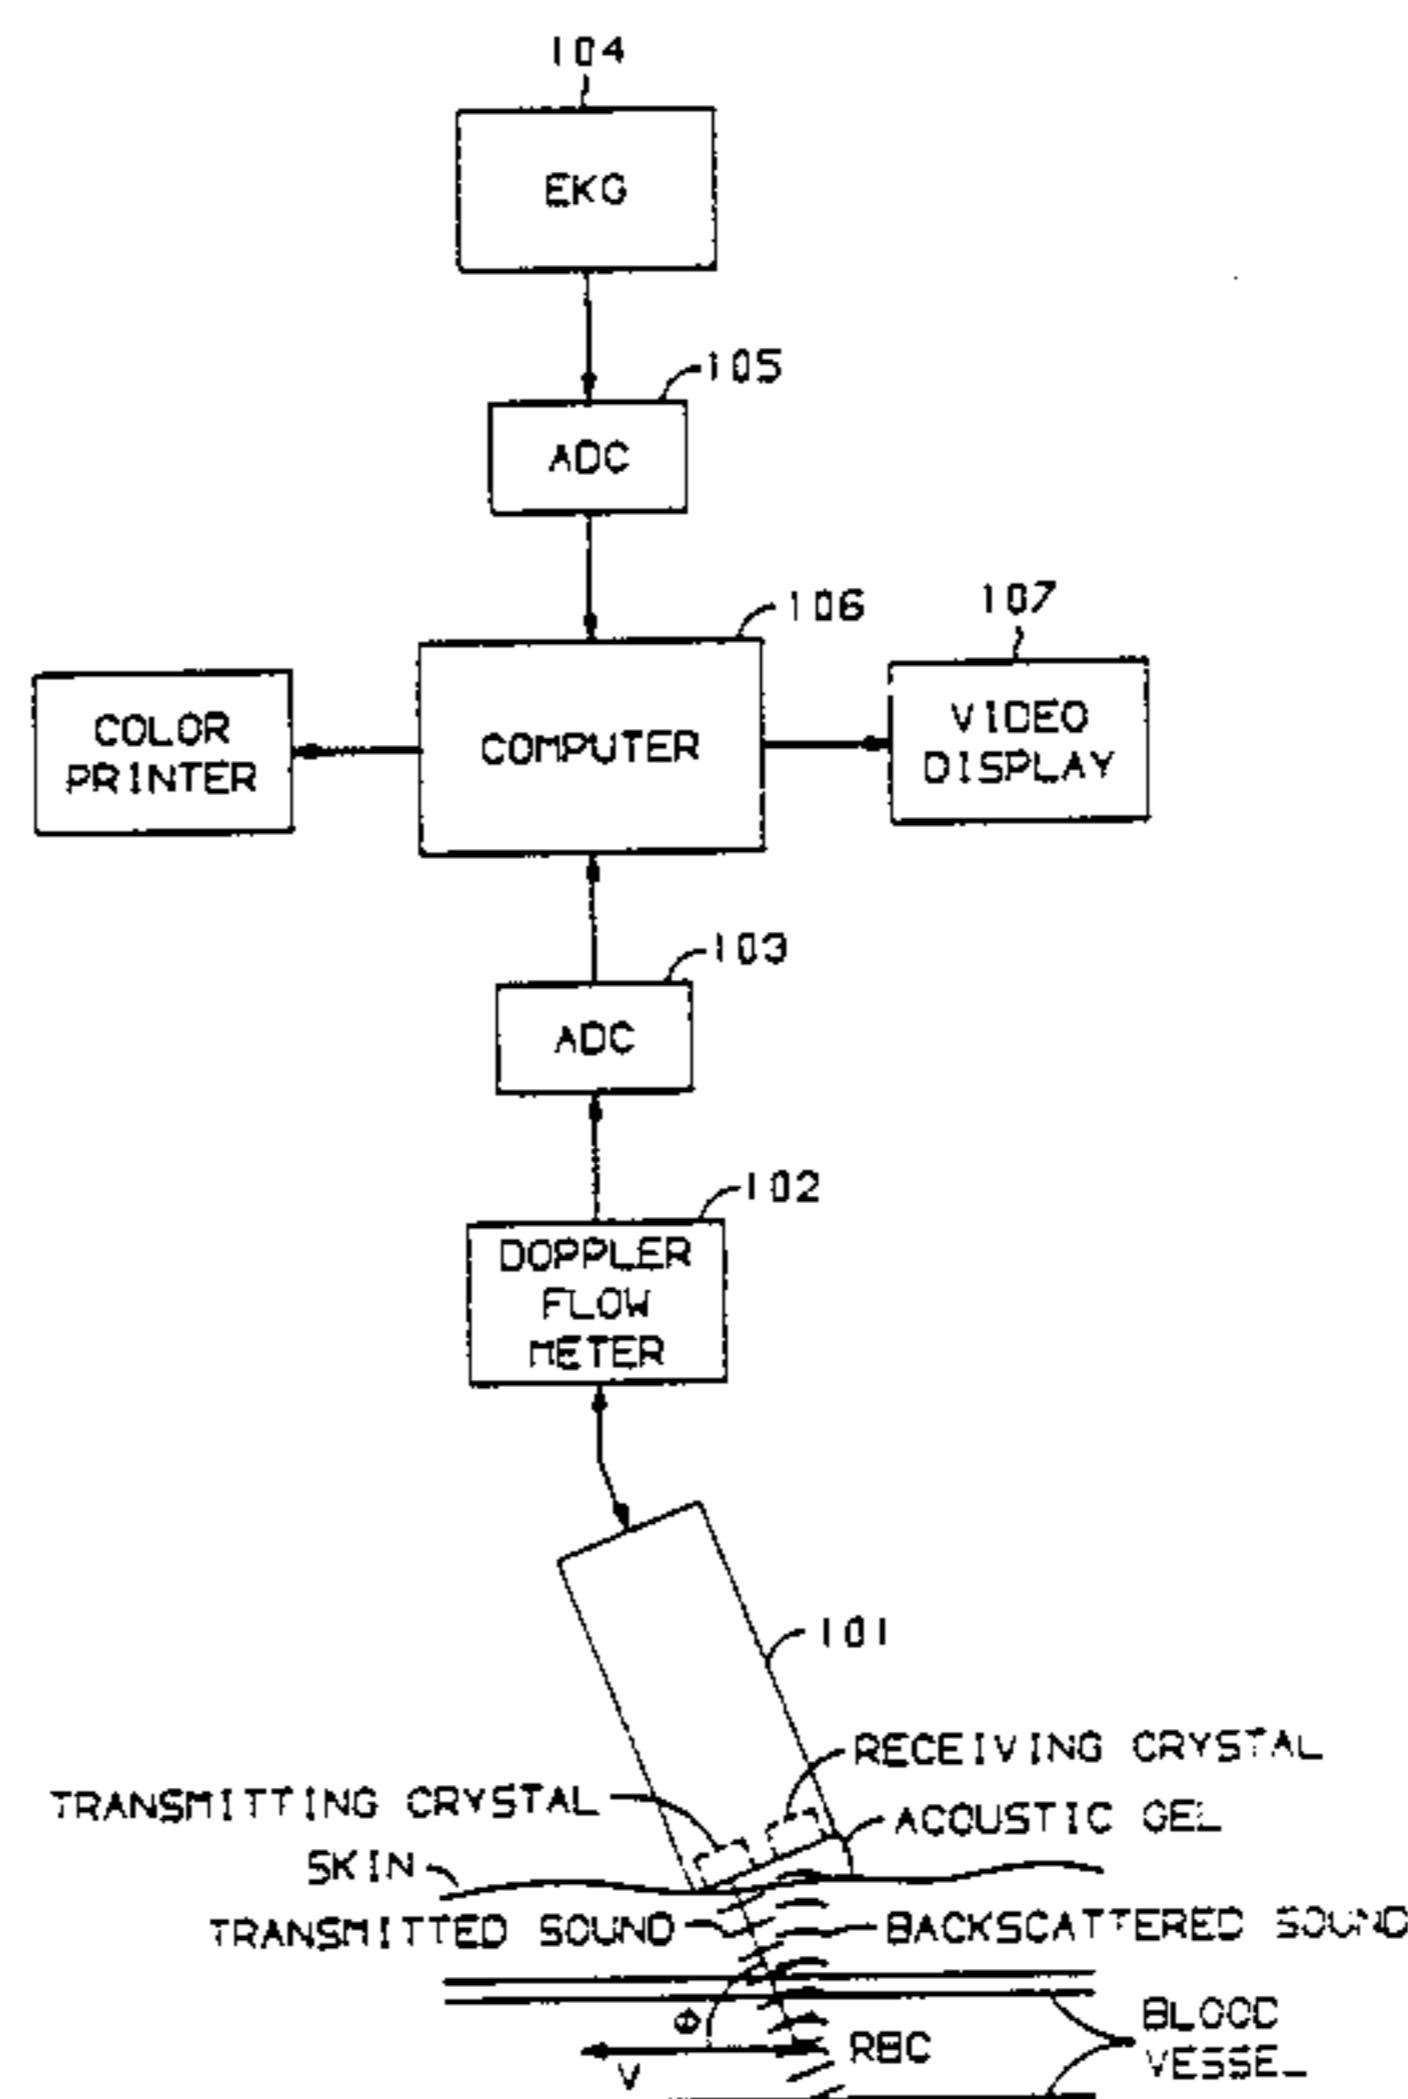 104
EKG
105
ADC
106
107
COLOR
PRINTER
COMPUTER
VIDEO
DISPLAY
103
ADC
102
DOPPLER
FLOW
METER
101
RECEIVING CRYSTAL
TRANSMITTING CRYSTAL
ACOUSTIC GEL
SKIN
TRANSMITTED SOUND
BACKSCATTERED SOUND
θ
RBC
V
BLOOD
VESSEL